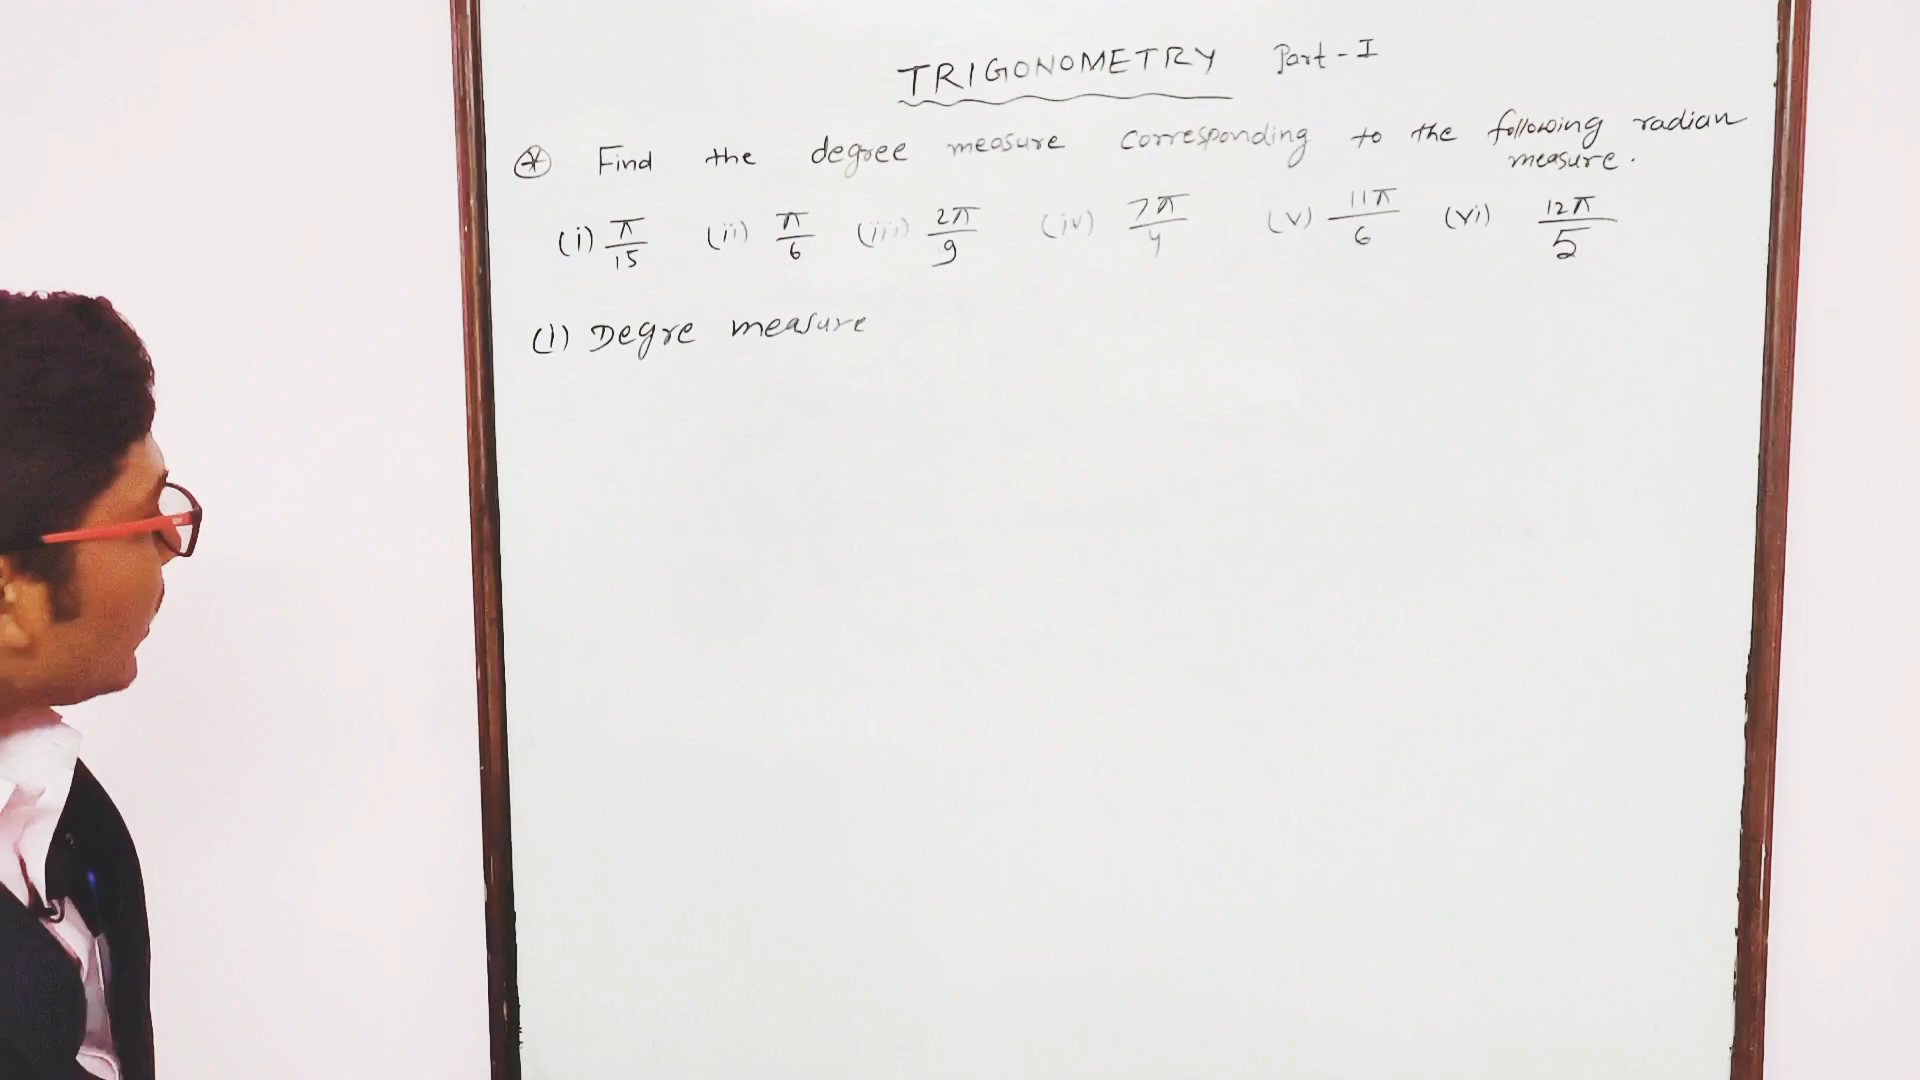 TRIGONOMETRY Part-I
Find the degree measure corresponding to the following radian
measure.
(i) π/15 (ii) π/6 (iii) 2π/9 (iv) 7π/4 (v) 11π/6 (vi) 12π/5
(1) Degre measure